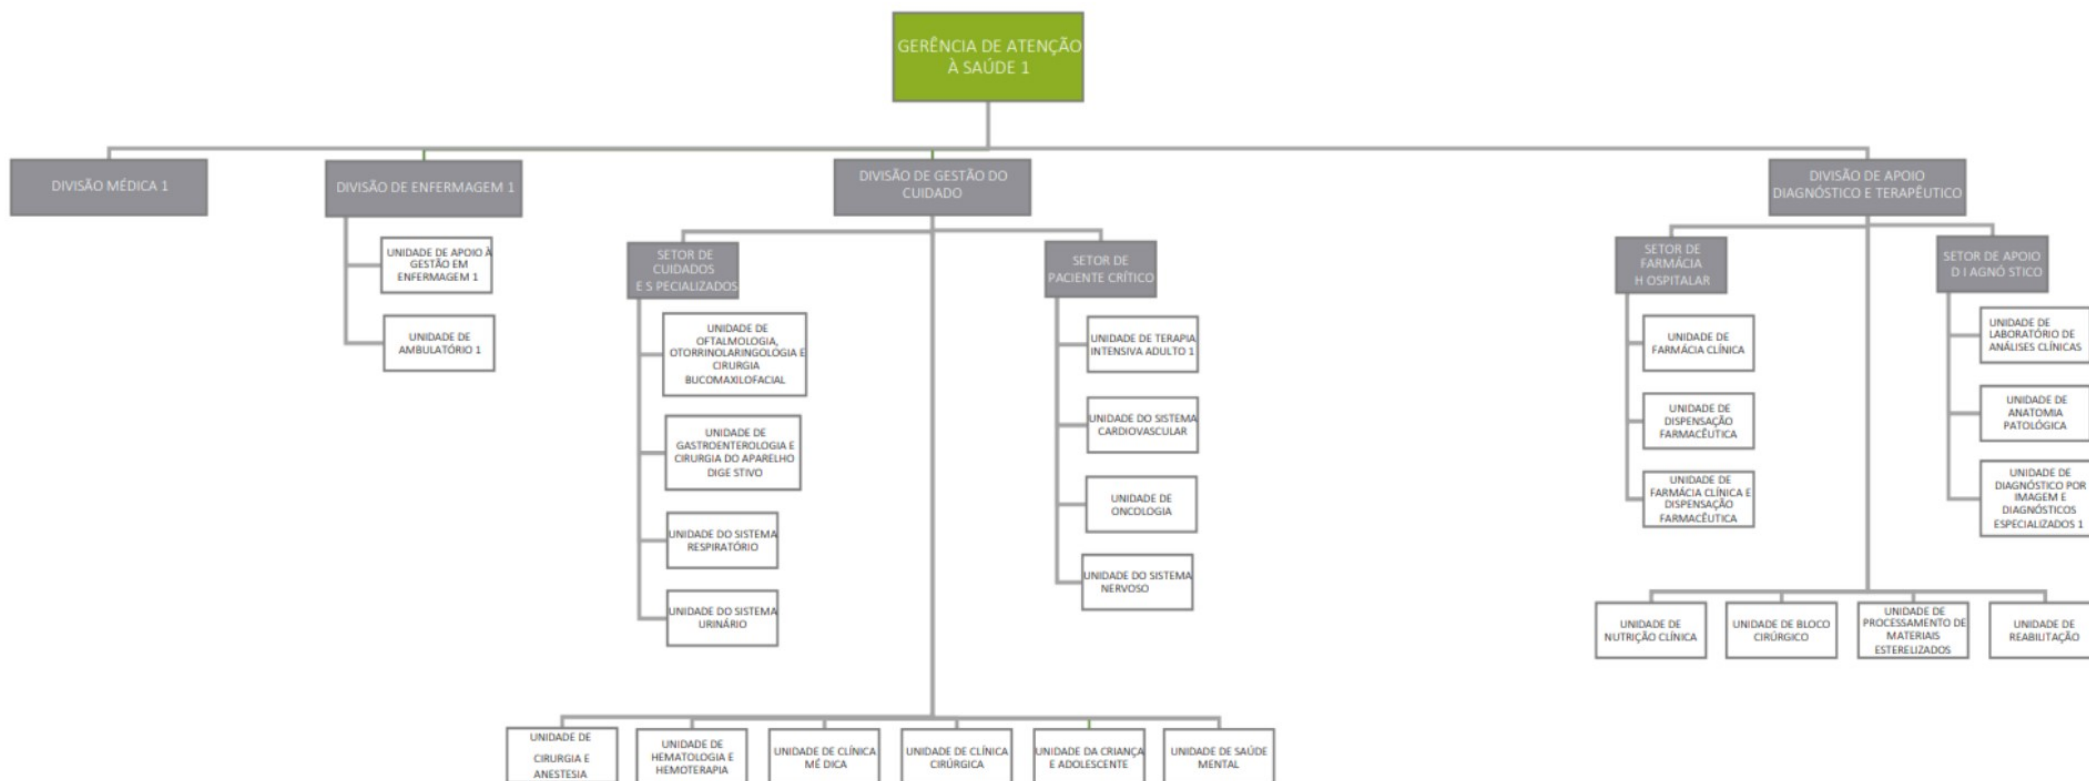 GERÊNCIA DE ATENÇÃO
À SAÚDE 1
DIVISÃO MÉDICA 1
DIVISÃO DE ENFERMAGEM 1
DIVISÃO DE GESTÃO DO
CUIDADO
DIVISÃO DE APOIO
DIAGNÓSTICO E TERAPÊUTICO
UNIDADE DE APOIO À
GESTÃO EM
ENFERMAGEM 1
UNIDADE DE
AMBULATÓRIO 1
SETOR DE
CUIDADOS
E S PECIALIZADOS
UNIDADE DE
OFTALMOLOGIA,
OTORRINOLARINGOLOGIA E
CIRURGIA
BUCOMAXILOFACIAL
UNIDADE DE
GASTROENTEROLOGIA E
CIRURGIA DO APARELHO
DIGE STIVO
UNIDADE DO SISTEMA
RESPIRATÓRIO
UNIDADE DO SISTEMA
URINÁRIO
SETOR DE
PACIENTE CRÍTICO
UNIDADE DE TERAPIA
INTENSIVA ADULTO 1
UNIDADE DO SISTEMA
CARDIOVASCULAR
UNIDADE DE
ONCOLOGIA
UNIDADE DO SISTEMA
NERVOSO
UNIDADE DE
CIRURGIA E
ANESTESIA
UNIDADE DE
HEMATOLOGIA E
HEMOTERAPIA
UNIDADE DE CLÍNICA
MÉ DICA
UNIDADE DE CLÍNICA
CIRÚRGICA
UNIDADE DA CRIANÇA
E ADOLESCENTE
UNIDADE DE SAÚDE
MENTAL
SETOR DE
FARMÁCIA
H OSPITALAR
UNIDADE DE
FARMÁCIA CLÍNICA
UNIDADE DE
DISPENSAÇÃO
FARMACÊUTICA
UNIDADE DE
FARMÁCIA CLÍNICA E
DISPENSAÇÃO
FARMACÊUTICA
SETOR DE APOIO
D I AGNÓ STICO
UNIDADE DE
LABORATÓRIO DE
ANÁLISES CLÍNICAS
UNIDADE DE
ANATOMIA
PATOLÓGICA
UNIDADE DE
DIAGNÓSTICO POR
IMAGEM E
DIAGNÓSTICOS
ESPECIALIZADOS 1
UNIDADE DE
NUTRIÇÃO CLÍNICA
UNIDADE DE BLOCO
CIRÚRGICO
UNIDADE DE
PROCESSAMENTO DE
MATERIAIS
ESTERELIZADOS
UNIDADE DE
REABILITAÇÃO